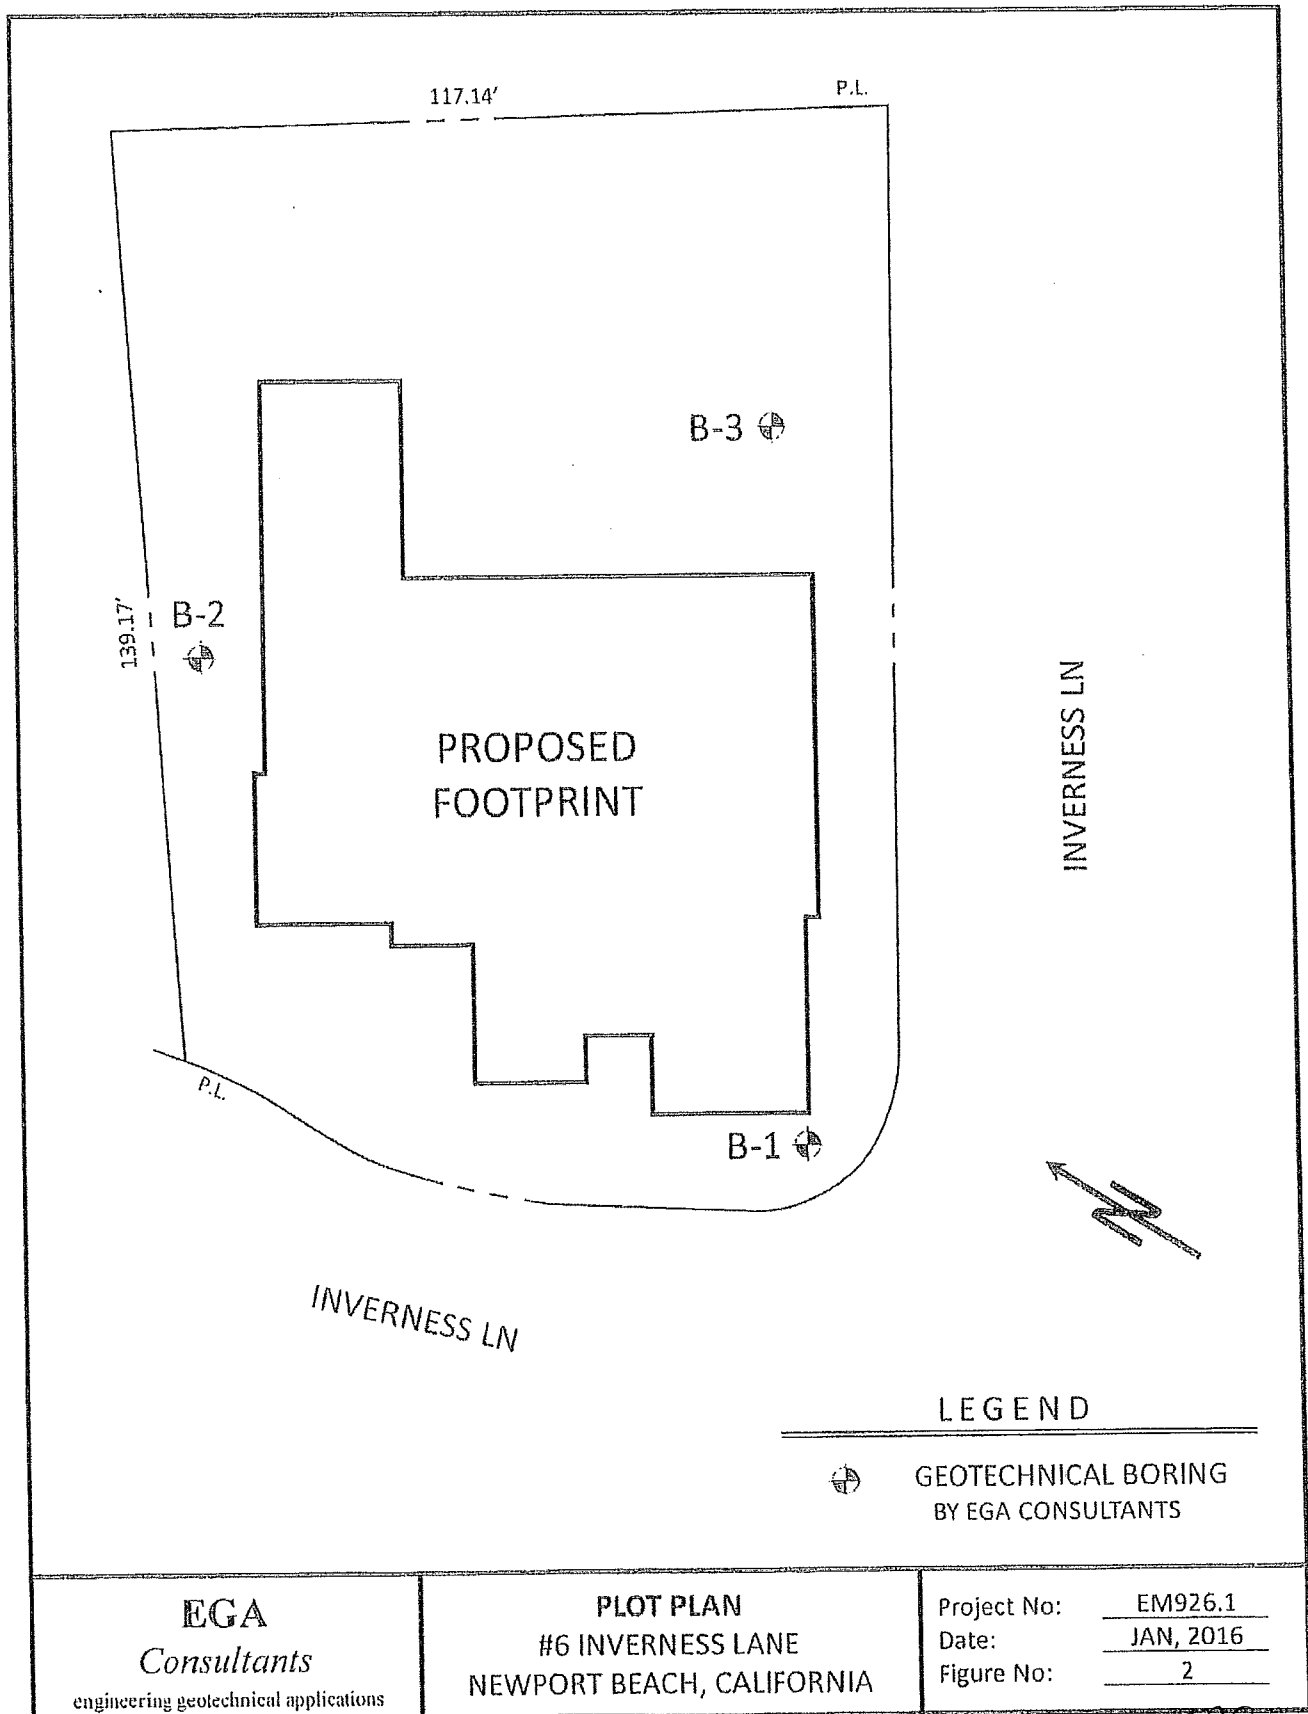 117.14'
P.L.
B-3
139.17'
B-2
PROPOSED
FOOTPRINT
INVERNESS LN
P.L.
B-1
N
INVERNESS LN
LEGEND
GEOTECHNICAL BORING
BY EGA CONSULTANTS
EGA
Consultants
engineering geotechnical applications
PLOT PLAN
#6 INVERNESS LANE
NEWPORT BEACH, CALIFORNIA
Project No: EM926.1
Date: JAN, 2016
Figure No: 2